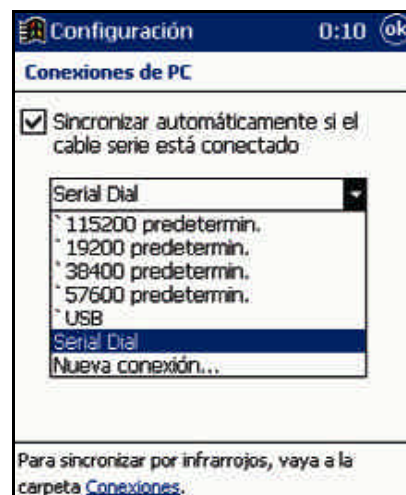 Configuración 0:10 ok
Conexiones de PC
Sincronizar automáticamente si el
cable serie está conectado
Serial Dial
` 115200 predetermin.
` 19200 predetermin.
` 38400 predetermin.
` 57600 predetermin.
` USB
Serial Dial
Nueva conexión...
Para sincronizar por infrarrojos, vaya a la
carpeta Conexiones.